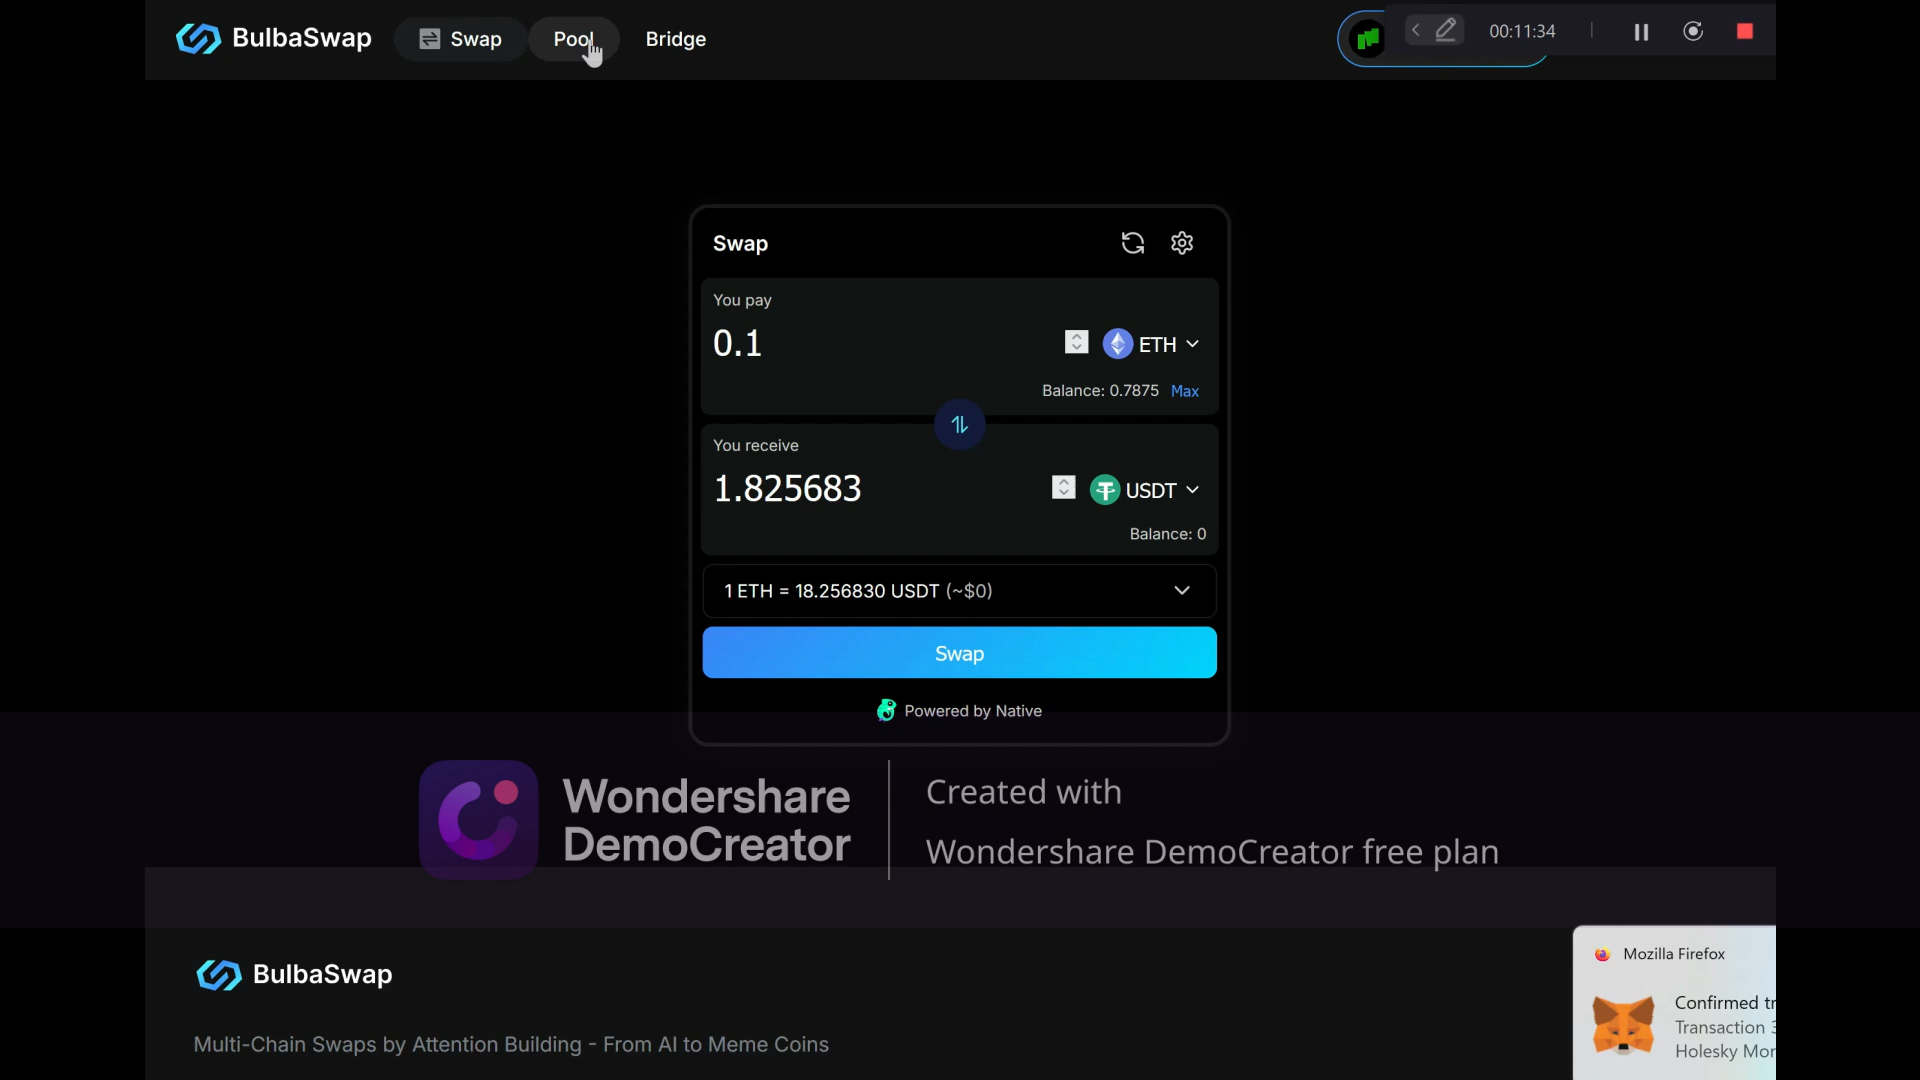 BulbaSwap
Swap
Pool
Bridge
00:11:34
Swap
You pay
0.1
ETH
Balance: 0.7875 Max
You receive
1.825683
USDT
Balance: 0
1 ETH = 18.256830 USDT (~$0)
Swap
Powered by Native
Wondershare
DemoCreator
Created with
Wondershare DemoCreator free plan
BulbaSwap
Multi-Chain Swaps by Attention Building - From AI to Meme Coins
Mozilla Firefox
Confirmed tr
Transaction 3
Holesky Mor